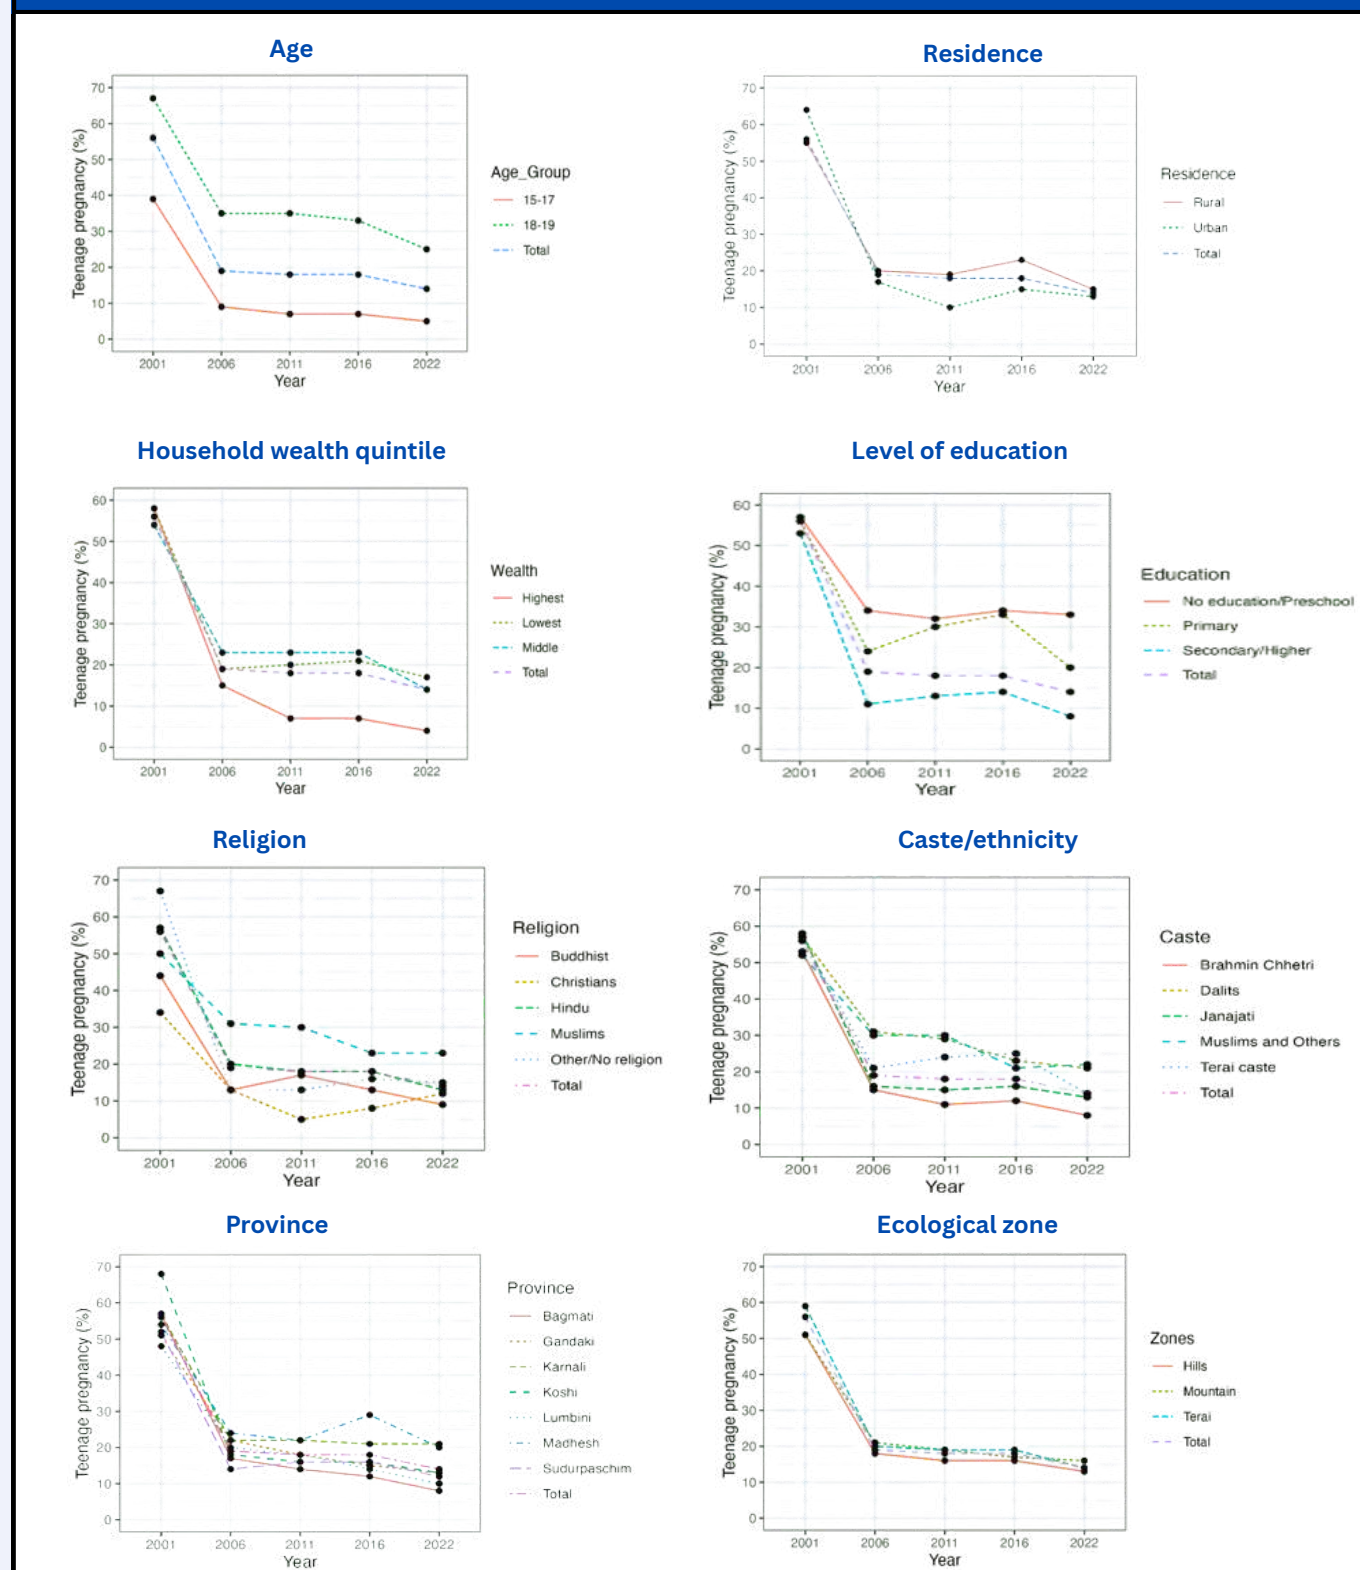 Age
Teenage pregnancy (%)
70
60
50
40
30
20
10
0
2001 2006 2011 2016 2022
Year
Age_Group
15-17
18-19
Total
Residence
Teenage pregnancy (%)
70
60
50
40
30
20
10
0
2001 2006 2011 2016 2022
Year
Residence
Rural
Urban
Total
Household wealth quintile
Teenage pregnancy (%)
60
50
40
30
20
10
0
2001 2006 2011 2016 2022
Year
Wealth
Highest
Lowest
Middle
Total
Level of education
Teenage pregnancy (%)
60
50
40
30
20
10
0
2001 2006 2011 2016 2022
Year
Education
No education/Preschool
Primary
Secondary/Higher
Total
Religion
Teenage pregnancy (%)
70
60
50
40
30
20
10
0
2001 2006 2011 2016 2022
Year
Religion
Buddhist
Christians
Hindu
Muslims
Other/No religion
Total
Caste/ethnicity
Teenage pregnancy (%)
70
60
50
40
30
20
10
0
2001 2006 2011 2016 2022
Year
Caste
Brahmin Chhetri
Dalits
Janajati
Muslims and Others
Terai caste
Total
Province
Teenage pregnancy (%)
70
60
50
40
30
20
10
0
2001 2006 2011 2016 2022
Year
Province
Bagmati
Gandaki
Karnali
Koshi
Lumbini
Madhesh
Sudurpaschim
Total
Ecological zone
Teenage pregnancy (%)
70
60
50
40
30
20
10
0
2001 2006 2011 2016 2022
Year
Zones
Hills
Mountain
Terai
Total